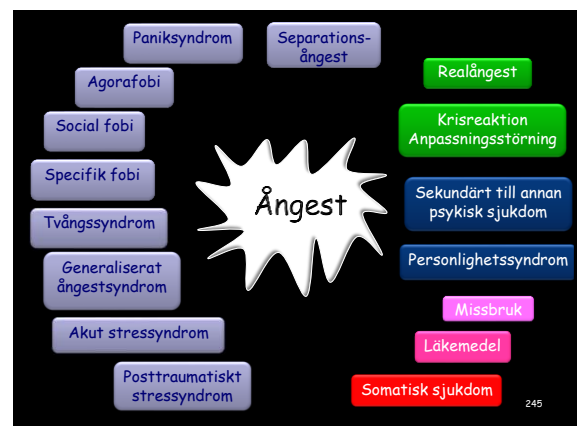 Paniksyndrom
Separations-
ångest
Agorafobi
Realångest
Social fobi
Krisreaktion
Anpassningsstörning
Specifik fobi
Ångest
Sekundärt till annan
psykisk sjukdom
Tvångssyndrom
Personlighetssyndrom
Generaliserat
ångestsyndrom
Missbruk
Akut stressyndrom
Läkemedel
Posttraumatiskt
stressyndrom
Somatisk sjukdom
245